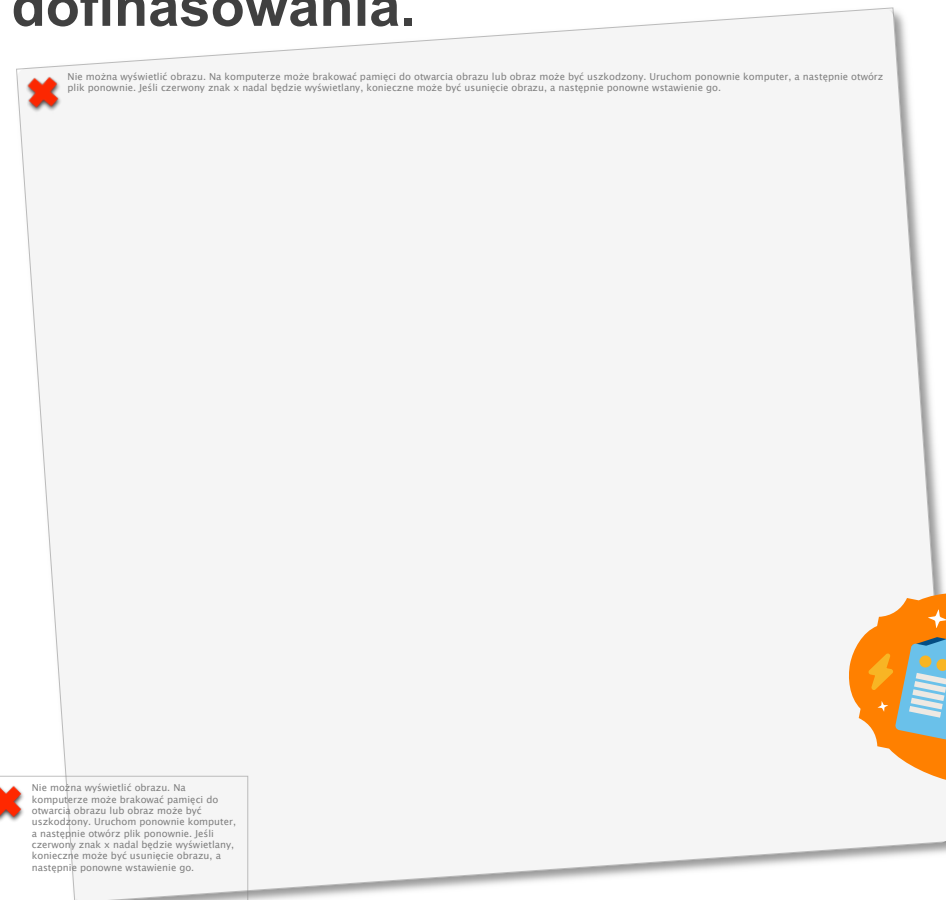 dofinasowania.
Nie można wyświetlić obrazu. Na komputerze może brakować pamięci do otwarcia obrazu lub obraz może być uszkodzony. Uruchom ponownie komputer, a następnie otwórz
plik ponownie. Jeśli czerwony znak x nadal będzie wyświetlany, konieczne może być usunięcie obrazu, a następnie ponowne wstawienie go.
Nie można wyświetlić obrazu. Na
komputerze może brakować pamięci do
otwarcia obrazu lub obraz może być
uszkodzony. Uruchom ponownie komputer,
a następnie otwórz plik ponownie. Jeśli
czerwony znak x nadal będzie wyświetlany,
konieczne może być usunięcie obrazu, a
następnie ponowne wstawienie go.